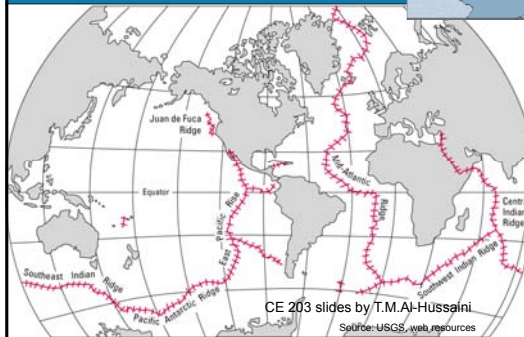 Juan de Fuca
Ridge
Mid-Atlantic
Ridge
Equator
East Pacific Rise
Central
Indian
Ridge
Southeast Indian Ridge
Pacific Antarctic Ridge
Southwest Indian Ridge
CE 203 slides by T.M.Al-Hussaini
Source: USGS, web resources